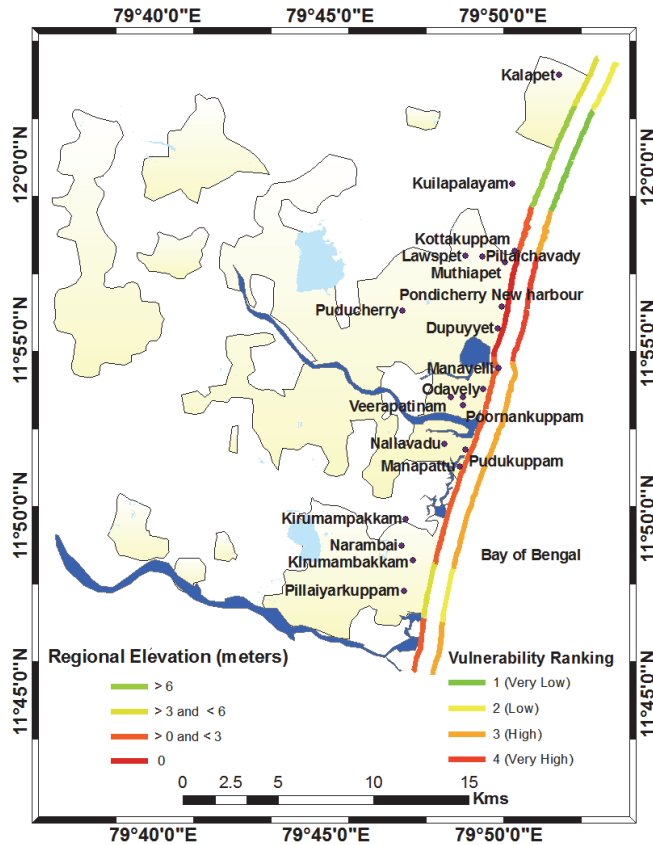 79°40'0"E 79°45'0"E 79°50'0"E
Kalapet
12°0'0"N 12°0'0"N
Kuilapalayam
Kottakuppam
Lawspet Pillaichavady
Muthiapet
Pondicherry New harbour
Puducherry
Dupuyyet
11°55'0"N 11°55'0"N
Manavelli
Odavely
Veerapatinam
Poornankuppam
Nallavadu
Manapattu Pudukuppam
11°50'0"N 11°50'0"N
Kirumampakkam
Narambai
Bay of Bengal
KIrumambakkam
Pillaiyarkuppam
11°45'0"N 11°45'0"N
Regional Elevation (meters)
> 6
> 3 and < 6
> 0 and < 3
0
Vulnerability Ranking
1 (Very Low)
2 (Low)
3 (High)
4 (Very High)
0 2.5 5 10 15
Kms
79°40'0"E 79°45'0"E 79°50'0"E